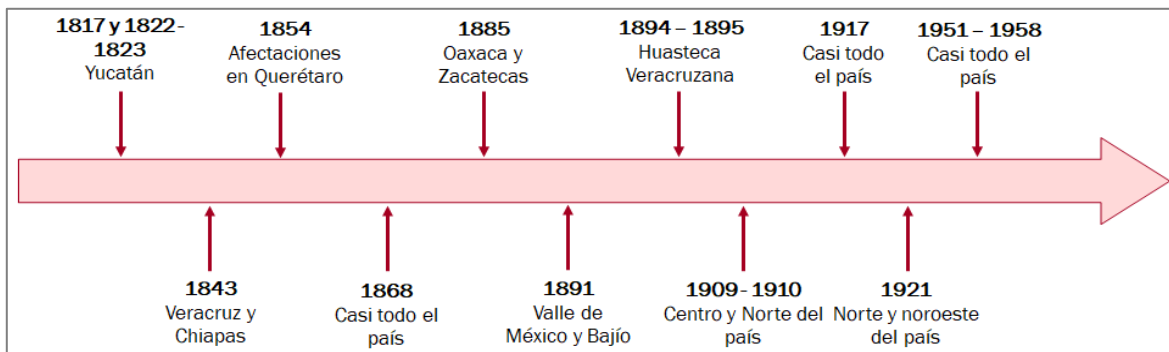 1817 y 1822-
1823
Yucatán
1854
Afectaciones
en Querétaro
1885
Oaxaca y
Zacatecas
1894 – 1895
Huasteca
Veracruzana
1917
Casi todo
el país
1951 – 1958
Casi todo el
país
1843
Veracruz y
Chiapas
1868
Casi todo el
país
1891
Valle de
México y Bajío
1909 - 1910
Centro y Norte del
país
1921
Norte y noroeste
del país